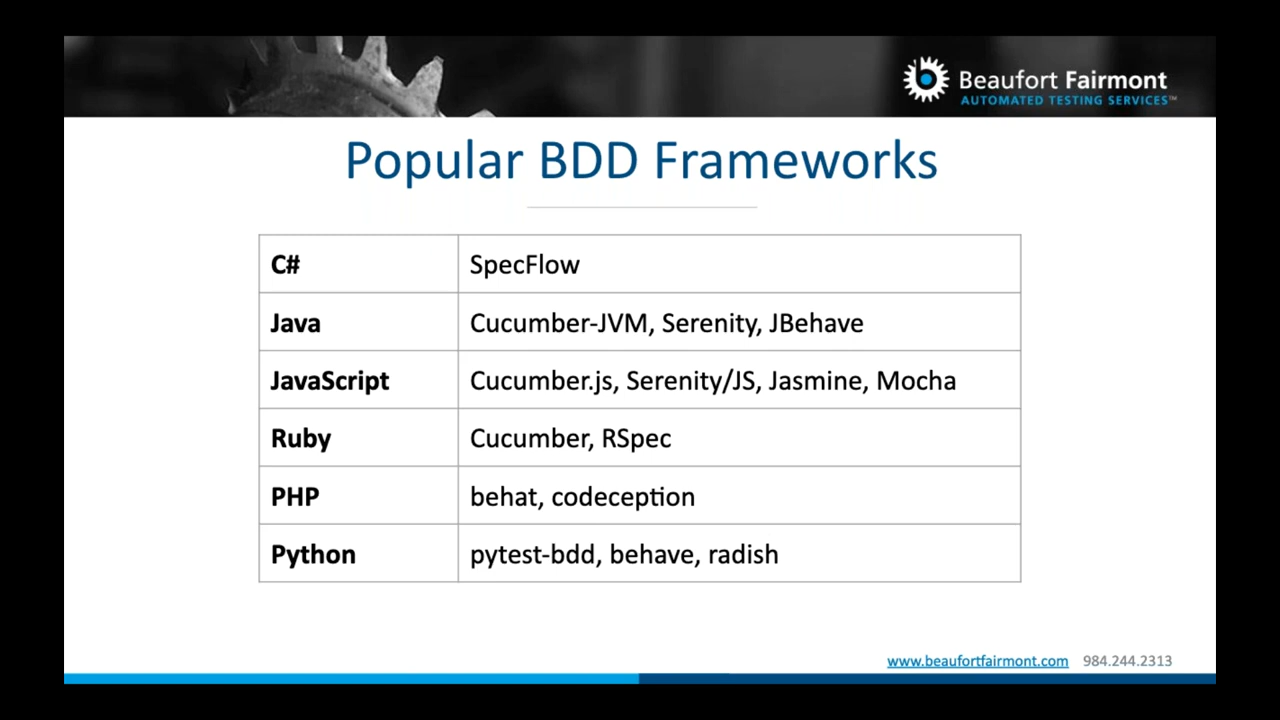 Beaufort Fairmont
AUTOMATED TESTING SERVICES™
Popular BDD Frameworks
C# SpecFlow
Java Cucumber-JVM, Serenity, JBehave
JavaScript Cucumber.js, Serenity/JS, Jasmine, Mocha
Ruby Cucumber, RSpec
PHP behat, codeception
Python pytest-bdd, behave, radish
www.beaufortfairmont.com 984.244.2313